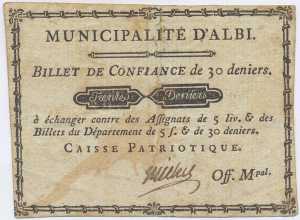 MUNICIPALITÉ D'ALBI.
BILLET DE CONFIANCE de 30 deniers.
Trente Deniers
à échanger contre des Assignats de 5 liv. & des
Billets du Département de 5 ſ. & de 30 deniers.
CAISSE PATRIOTIQUE.
Off. Mpal.